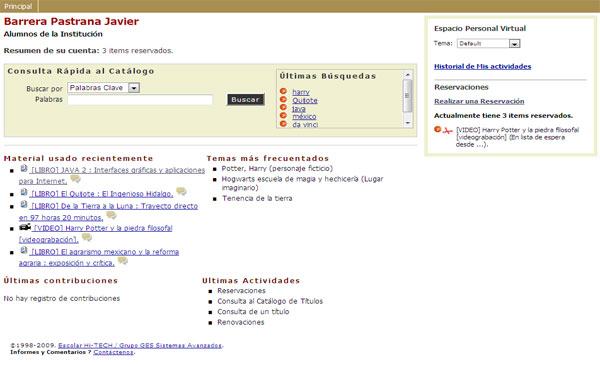 Principal
Barrera Pastrana Javier
Alumnos de la Institución
Resumen de su cuenta: 3 items reservados.
Consulta Rápida al Catálogo
Buscar por Palabras Clave
Palabras
Buscar
Últimas Búsquedas
harry
Quijote
java
méxico
da vinci
Espacio Personal Virtual
Tema: Default
Historial de Mis actividades
Reservaciones
Realizar una Reservación
Actualmente tiene 3 items reservados.
[VIDEO] Harry Potter y la piedra filosofal
[videograbación] (En lista de espera
desde ...).
Material usado recientemente
[LIBRO] JAVA 2 : Interfaces gráficas y aplicaciones
para Internet.
[LIBRO] El Quijote : El Ingenioso Hidalgo.
[LIBRO] De la Tierra a la Luna : Trayecto directo
en 97 horas 20 minutos.
[VIDEO] Harry Potter y la piedra filosofal
[videograbación].
[LIBRO] El agrarismo mexicano y la reforma
agraria : exposición y crítica.
Temas más frecuentados
Potter, Harry (personaje ficticio)
Hogwarts escuela de magia y hechicería (Lugar
imaginario)
Tenencia de la tierra
Últimas contribuciones
No hay registro de contribuciones
Ultimas Actividades
Reservaciones
Consulta al Catálogo de Títulos
Consulta de un título
Renovaciones
©1998-2009. Escolar Hi-TECH / Grupo GES Sistemas Avanzados.
Informes y Comentarios ? Contáctenos.